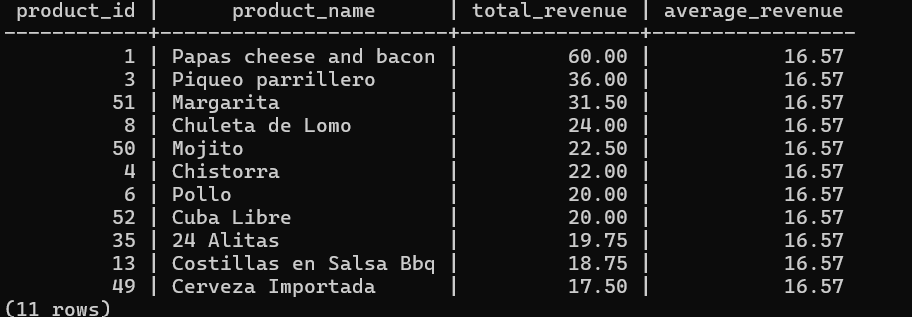 product_id | product_name | total_revenue | average_revenue
------------+-------------------------+---------------+-----------------
1 | Papas cheese and bacon | 60.00 | 16.57
3 | Piqueo parrillero | 36.00 | 16.57
51 | Margarita | 31.50 | 16.57
8 | Chuleta de Lomo | 24.00 | 16.57
50 | Mojito | 22.50 | 16.57
4 | Chistorra | 22.00 | 16.57
6 | Pollo | 20.00 | 16.57
52 | Cuba Libre | 20.00 | 16.57
35 | 24 Alitas | 19.75 | 16.57
13 | Costillas en Salsa Bbq | 18.75 | 16.57
49 | Cerveza Importada | 17.50 | 16.57
(11 rows)